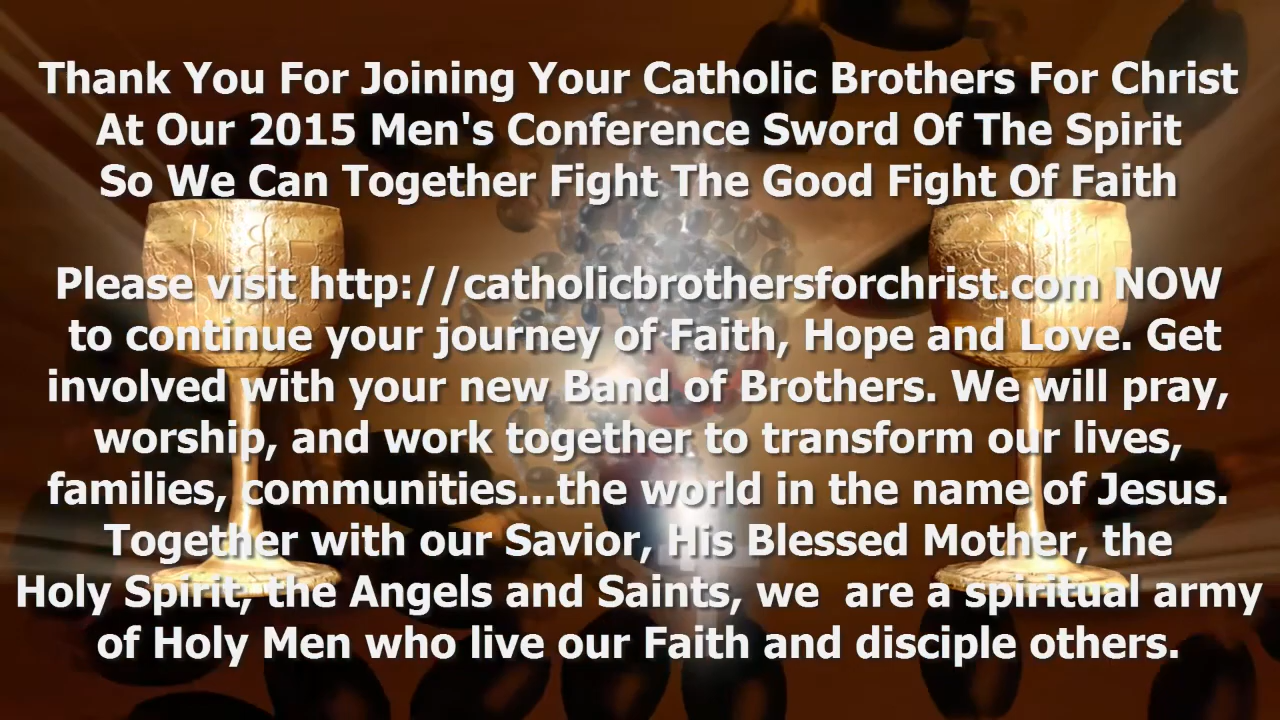 Thank You For Joining Your Catholic Brothers For Christ
At Our 2015 Men's Conference Sword Of The Spirit
So We Can Together Fight The Good Fight Of Faith
Please visit http://catholicbrothersforchrist.com NOW
to continue your journey of Faith, Hope and Love. Get
involved with your new Band of Brothers. We will pray,
worship, and work together to transform our lives,
families, communities...the world in the name of Jesus.
Together with our Savior, His Blessed Mother, the
Holy Spirit, the Angels and Saints, we  are a spiritual army
of Holy Men who live our Faith and disciple others.